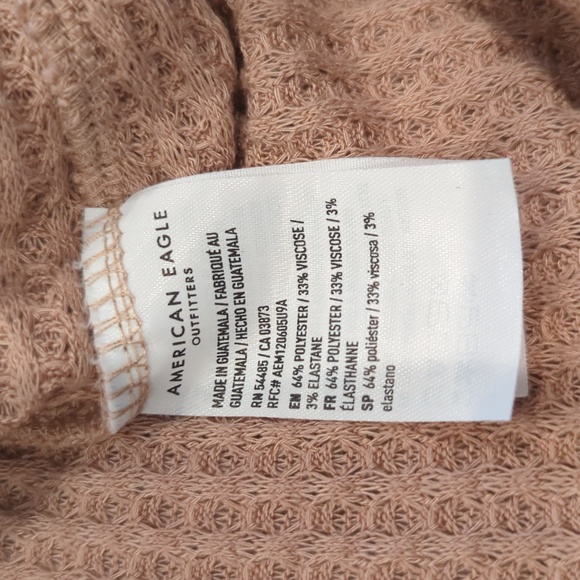 AMERICAN EAGLE
OUTFITTERS
MADE IN GUATEMALA / FABRIQUÉ AU
GUATEMALA / HECHO EN GUATEMALA
RN 54485 / CA 03873
RFC# AEM12060509A
EN 64% POLYESTER / 33% VISCOSE /
3% ELASTANE
FR 64% POLYESTER / 33% VISCOSE / 3%
ÉLASTHANNE
SP 64% poliéster / 33% viscosa / 3%
elastano